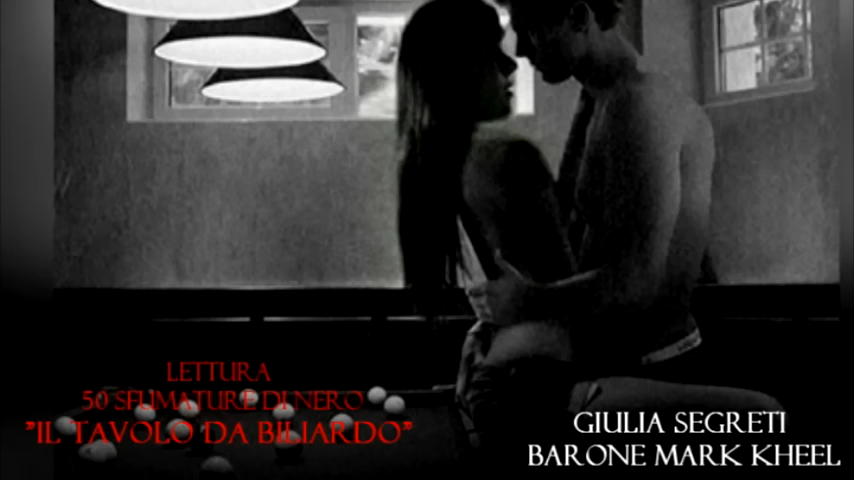 LETTURA
50 SFUMATURE DI NERO
"IL TAVOLO DA BILIARDO"
GIULIA SEGRETI
BARONE MARK KHEEL